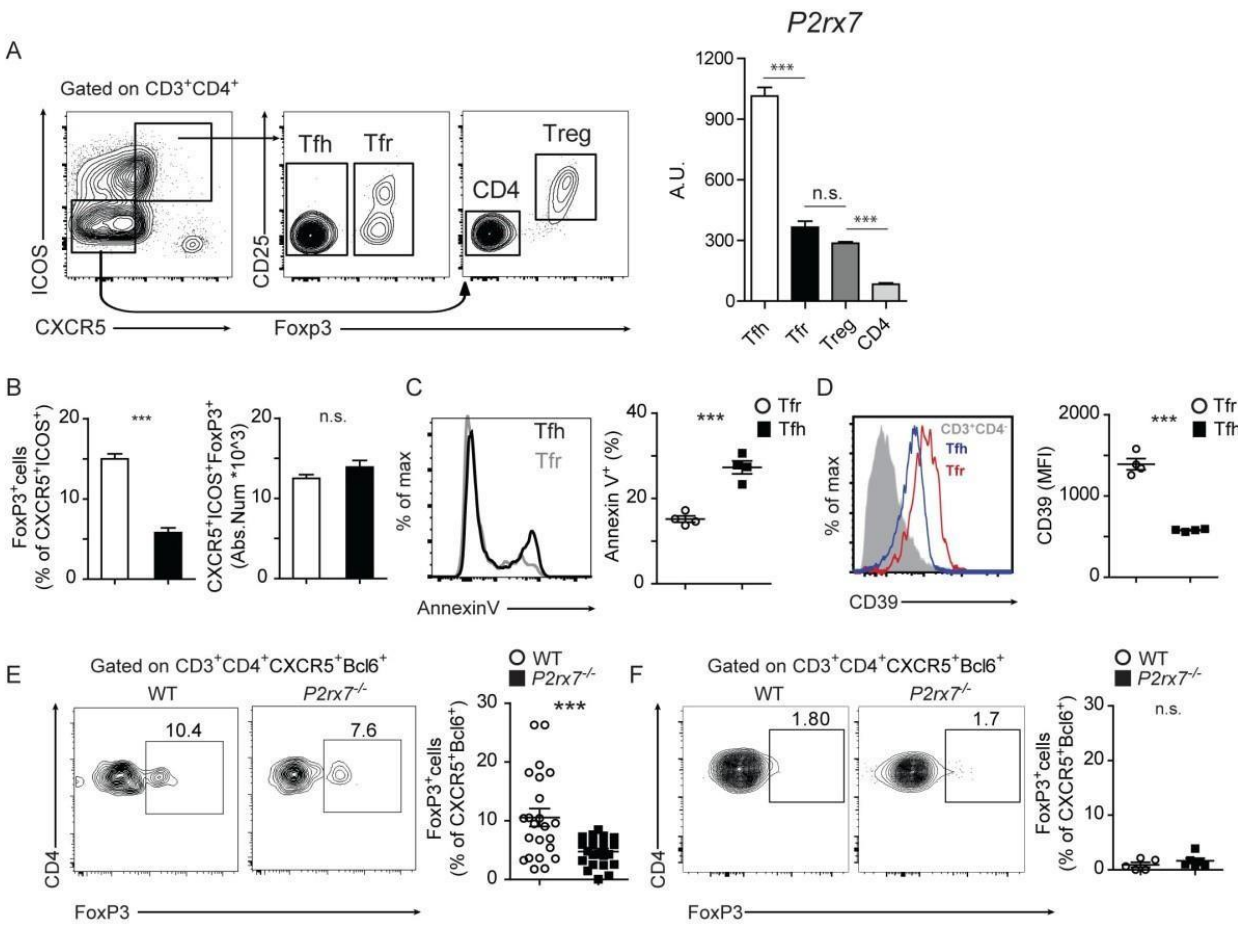 A
Gated on CD3⁺CD4⁺
ICOS
CXCR5
CD25
Tfh
Tfr
CD4
Treg
Foxp3
P2rx7
A.U.
1200
900
600
300
0
***
n.s.
***
Tfh
Tfr
Treg
CD4
B
FoxP3⁺cells
(% of CXCR5⁺ICOS⁺)
20
15
10
5
0
***
CXCR5⁺ICOS⁺FoxP3⁺
(Abs.Num *10^3)
20
15
10
5
0
n.s.
C
% of max
Tfh
Tfr
AnnexinV
Annexin V⁺ (%)
40
20
0
***
Tfr
Tfh
D
% of max
CD3⁺CD4⁻
Tfh
Tfr
CD39
CD39 (MFI)
2000
1000
0
***
Tfr
Tfh
E
Gated on CD3⁺CD4⁺CXCR5⁺Bcl6⁺
WT
P2rx7⁻/⁻
10.4
7.6
CD4
FoxP3
WT
P2rx7⁻/⁻
FoxP3⁺cells
(% of CXCR5⁺Bcl6⁺)
30
20
10
0
***
F
Gated on CD3⁺CD4⁺CXCR5⁺Bcl6⁺
WT
P2rx7⁻/⁻
1.80
1.7
CD4
FoxP3
WT
P2rx7⁻/⁻
FoxP3⁺cells
(% of CXCR5⁺Bcl6⁺)
30
20
10
0
n.s.